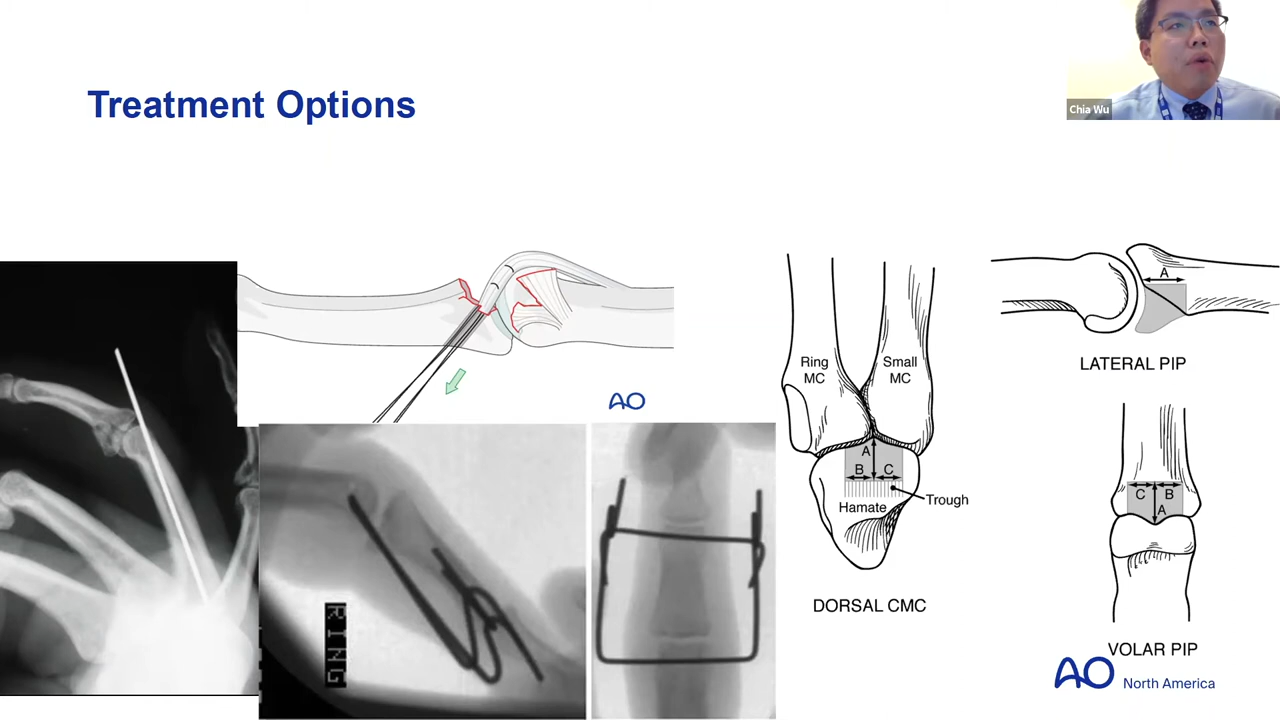 Treatment Options
Chia Wu
AO
RING
Ring
MC
Small
MC
A
B
C
Trough
Hamate
DORSAL CMC
A
LATERAL PIP
C
B
A
VOLAR PIP
AO
North America